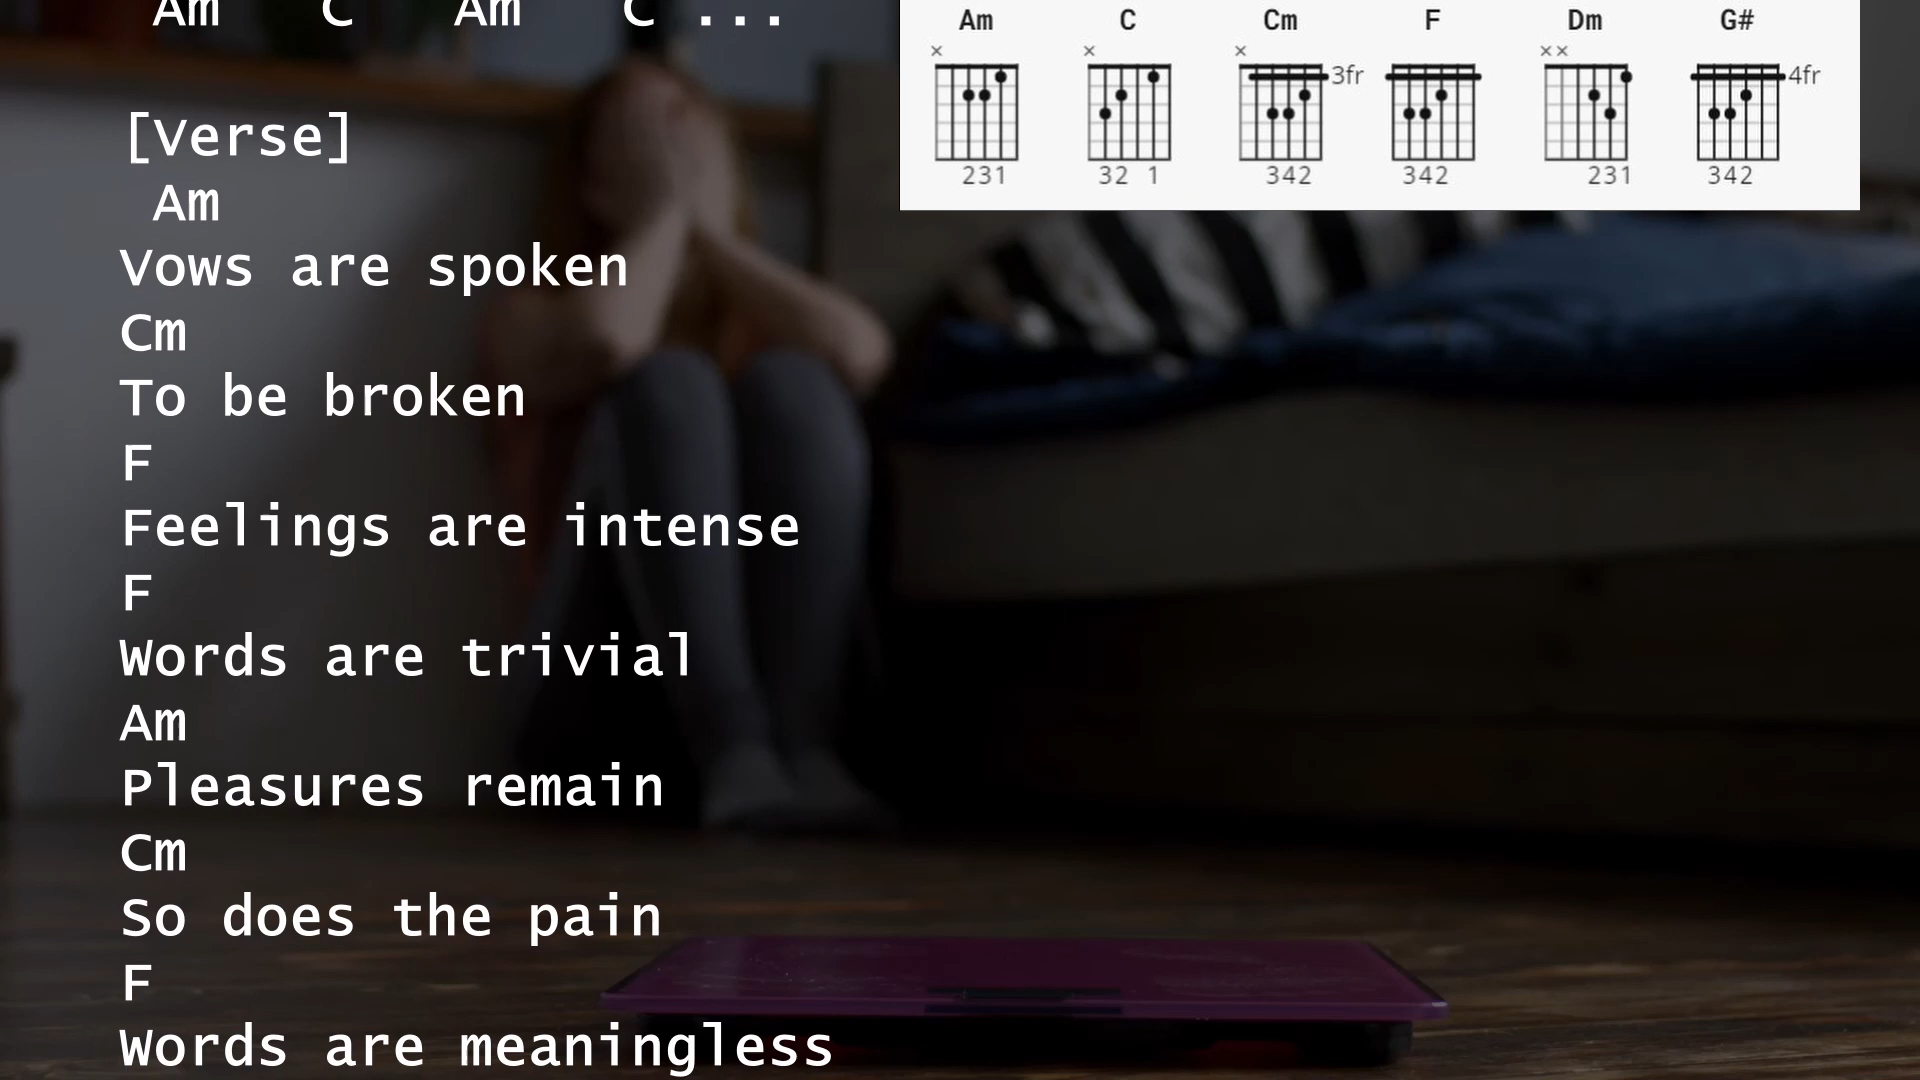 Am C Am C ...
Am C Cm F Dm G#
× × × ××
3fr 4fr
231 32 1 342 342 231 342
[Verse]
Am
Vows are spoken
Cm
To be broken
F
Feelings are intense
F
Words are trivial
Am
Pleasures remain
Cm
So does the pain
F
Words are meaningless